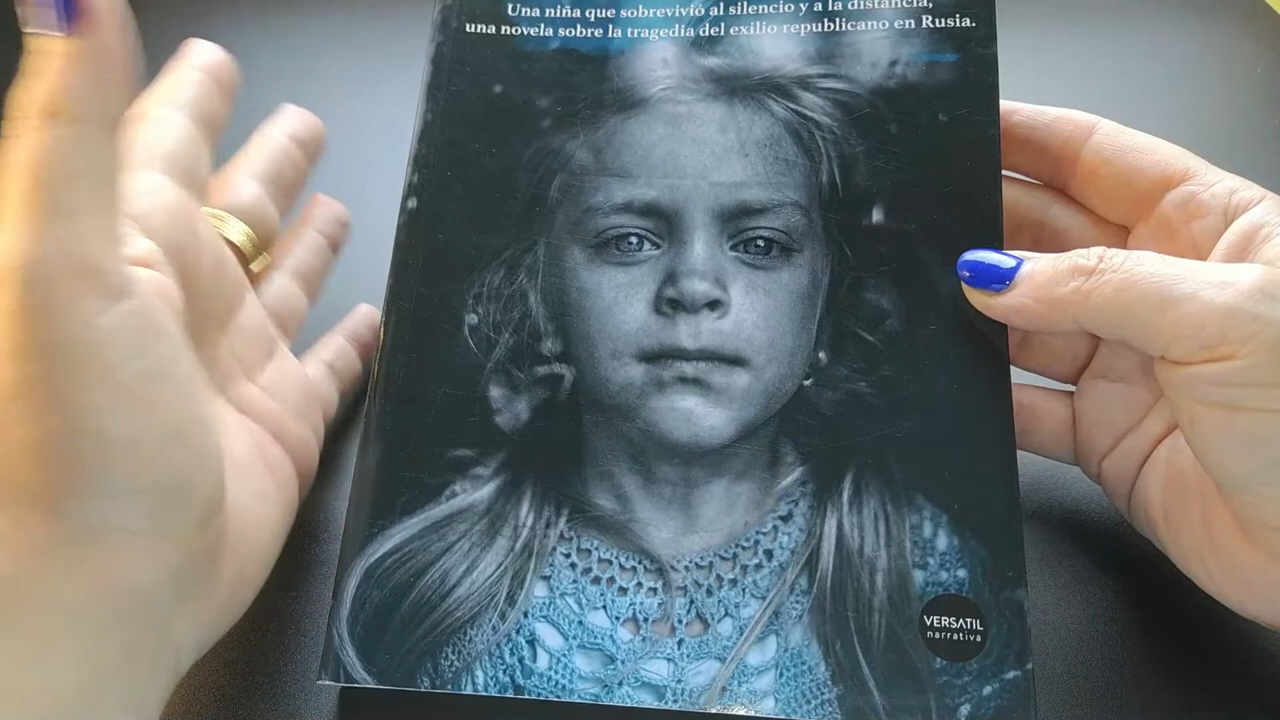 Una niña que sobrevivió al silencio y a la distancia,
una novela sobre la tragedia del exilio republicano en Rusia.
VERSATIL
narrativa